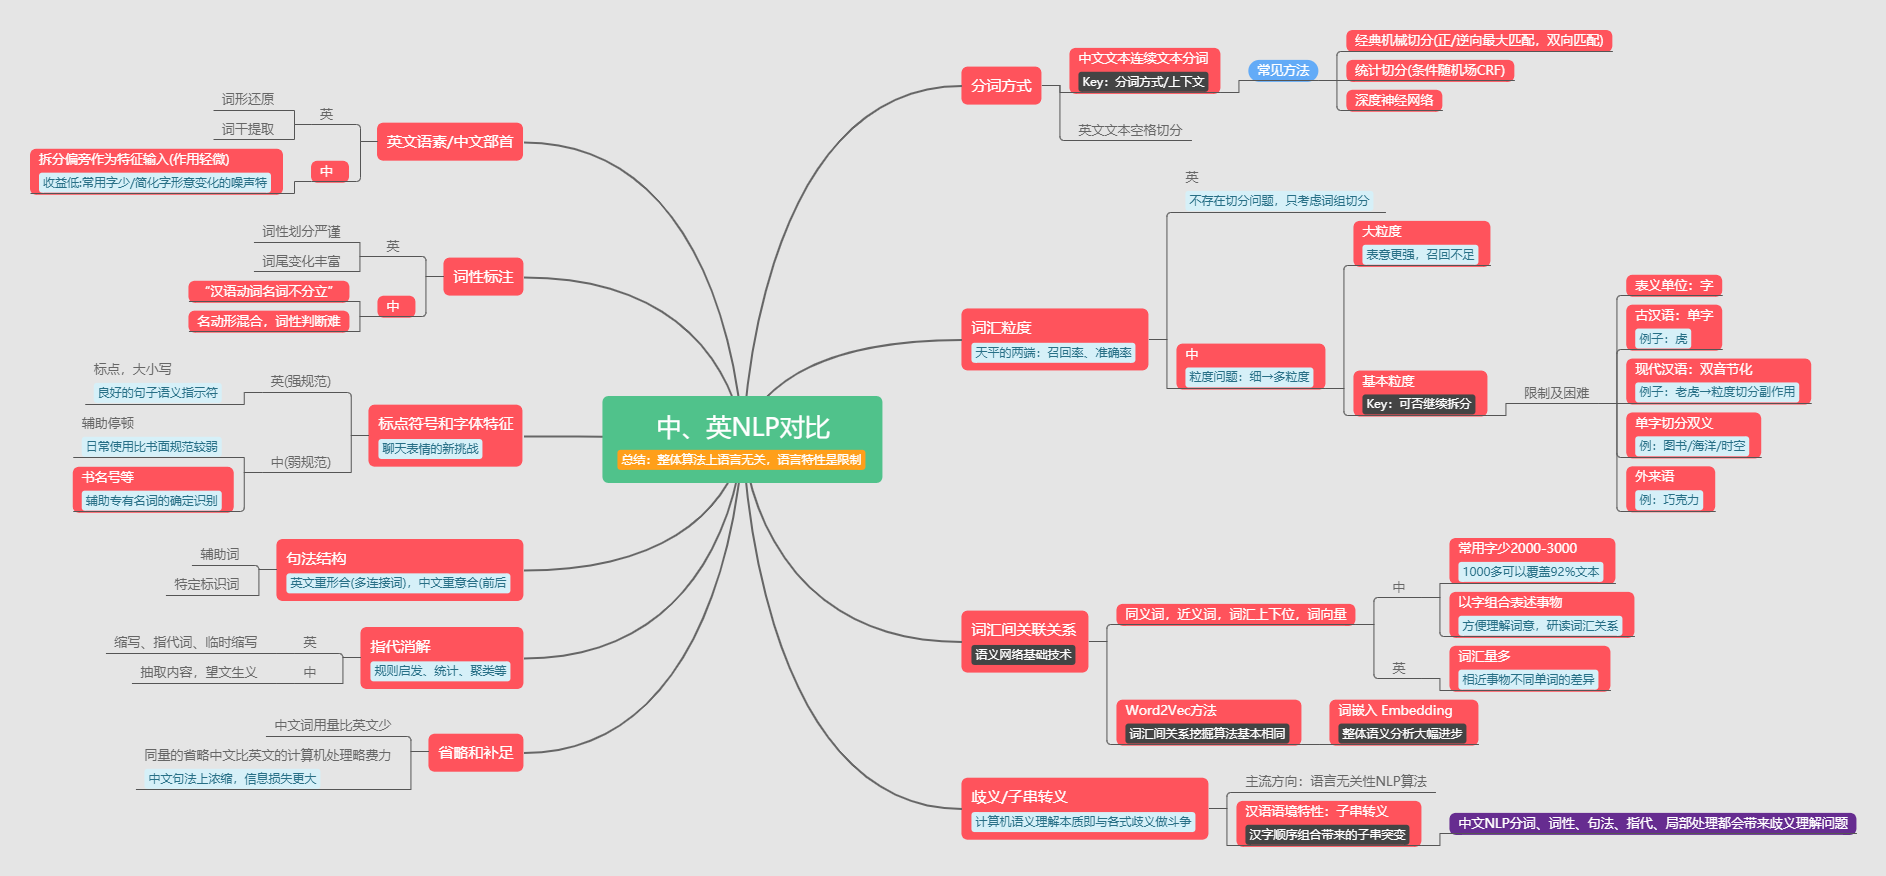 中、英NLP对比
总结：整体算法上语言无关，语言特性是限制
分词方式
中文文本连续文本分词
Key：分词方式/上下文
常见方法
经典机械切分(正/逆向最大匹配，双向匹配)
统计切分(条件随机场CRF)
深度神经网络
英文文本空格切分
词汇粒度
天平的两端：召回率、准确率
英
不存在切分问题，只考虑词组切分
中
粒度问题：细→多粒度
大粒度
表意更强，召回不足
基本粒度
Key：可否继续拆分
限制及困难
表义单位：字
古汉语：单字
例子：虎
现代汉语：双音节化
例子：老虎→粒度切分副作用
单字切分双义
例：图书/海洋/时空
外来语
例：巧克力
词汇间关联关系
语义网络基础技术
同义词，近义词，词汇上下位，词向量
中
常用字少2000-3000
1000多可以覆盖92%文本
以字组合表述事物
方便理解词意，研读词汇关系
英
词汇量多
相近事物不同单词的差异
Word2Vec方法
词汇间关系挖掘算法基本相同
词嵌入 Embedding
整体语义分析大幅进步
歧义/子串转义
计算机语义理解本质即与各式歧义做斗争
主流方向：语言无关性NLP算法
汉语语境特性：子串转义
汉字顺序组合带来的子串突变
中文NLP分词、词性、句法、指代、局部处理都会带来歧义理解问题
英文语素/中文部首
英
词形还原
词干提取
中
拆分偏旁作为特征输入(作用轻微)
收益低:常用字少/简化字形意变化的噪声特
词性标注
英
词性划分严谨
词尾变化丰富
中
“汉语动词名词不分立”
名动形混合，词性判断难
标点符号和字体特征
聊天表情的新挑战
英(强规范)
标点，大小写
良好的句子语义指示符
中(弱规范)
辅助停顿
日常使用比书面规范较弱
书名号等
辅助专有名词的确定识别
句法结构
英文重形合(多连接词)，中文重意合(前后
辅助词
特定标识词
指代消解
规则启发、统计、聚类等
英
缩写、指代词、临时缩写
中
抽取内容，望文生义
省略和补足
中文词用量比英文少
同量的省略中文比英文的计算机处理略费力
中文句法上浓缩，信息损失更大